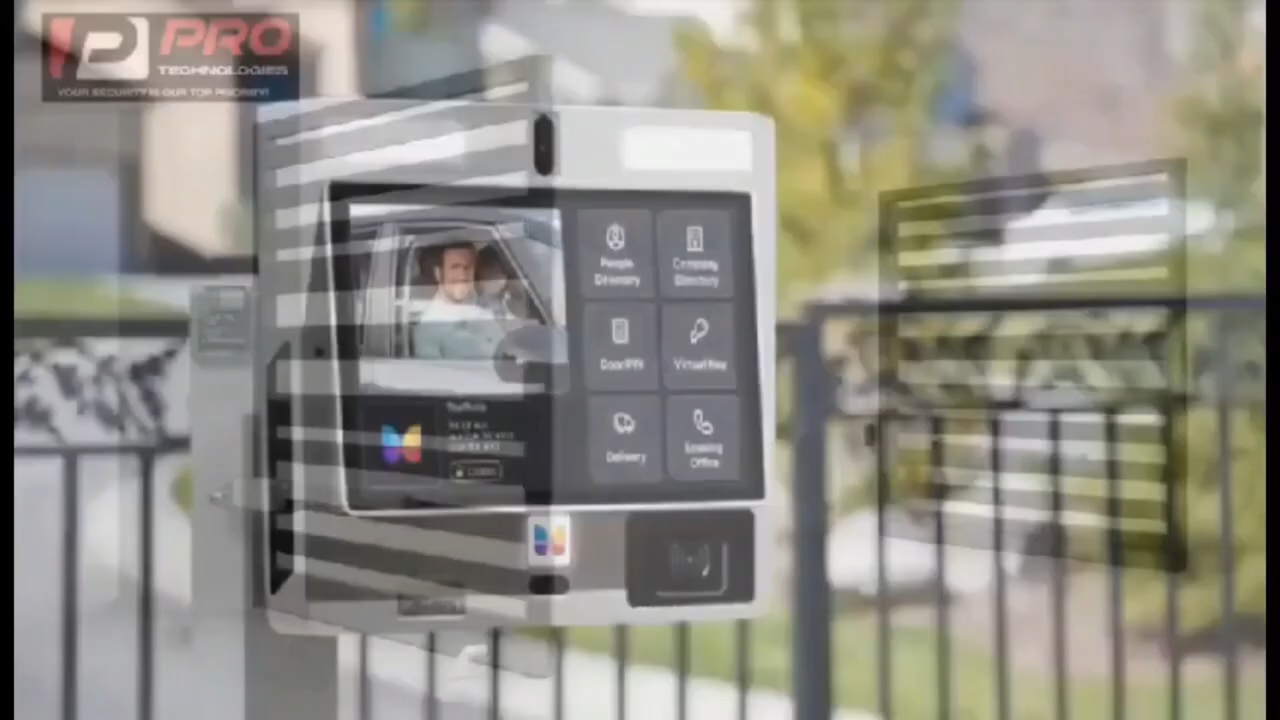 PRO
TECHNOLOGIES
YOUR SECURITY IS OUR TOP PRIORITY!
People
Directory
Company
Directory
Door PIN
Virtual Key
Delivery
Leasing
Office